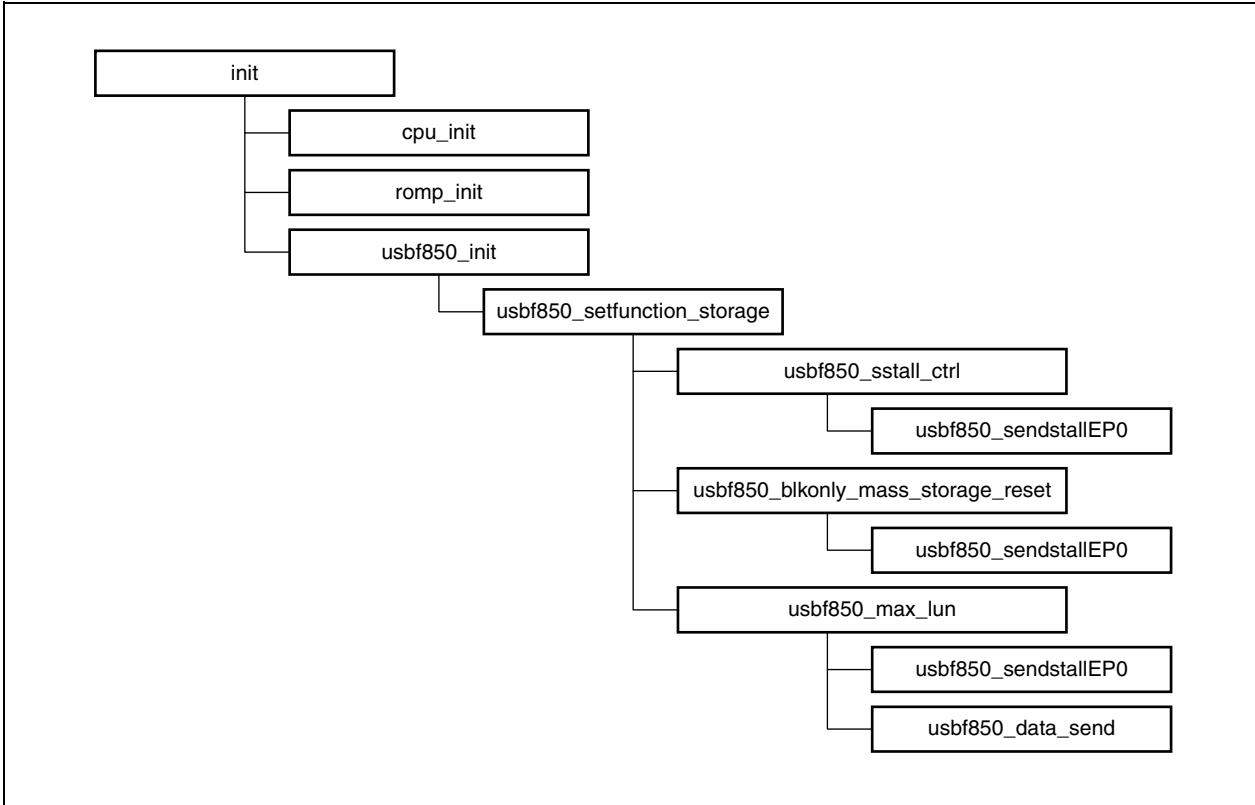 init
cpu_init
romp_init
usbf850_init
usbf850_setfunction_storage
usbf850_sstall_ctrl
usbf850_sendstallEP0
usbf850_blkonly_mass_storage_reset
usbf850_sendstallEP0
usbf850_max_lun
usbf850_sendstallEP0
usbf850_data_send